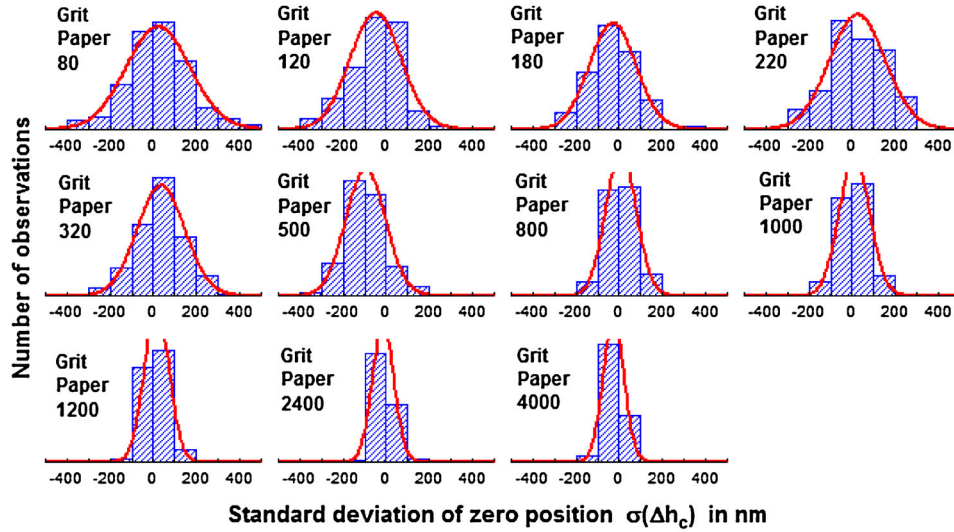 Grit
Paper
80
Grit
Paper
120
Grit
Paper
180
Grit
Paper
220
-400 -200 0 200 400
-400 -200 0 200 400
-400 -200 0 200 400
-400 -200 0 200 400
Grit
Paper
320
Grit
Paper
500
Grit
Paper
800
Grit
Paper
1000
-400 -200 0 200 400
-400 -200 0 200 400
-400 -200 0 200 400
-400 -200 0 200 400
Grit
Paper
1200
Grit
Paper
2400
Grit
Paper
4000
-400 -200 0 200 400
-400 -200 0 200 400
-400 -200 0 200 400
Number of observations
Standard deviation of zero position σ(Δh_c) in nm